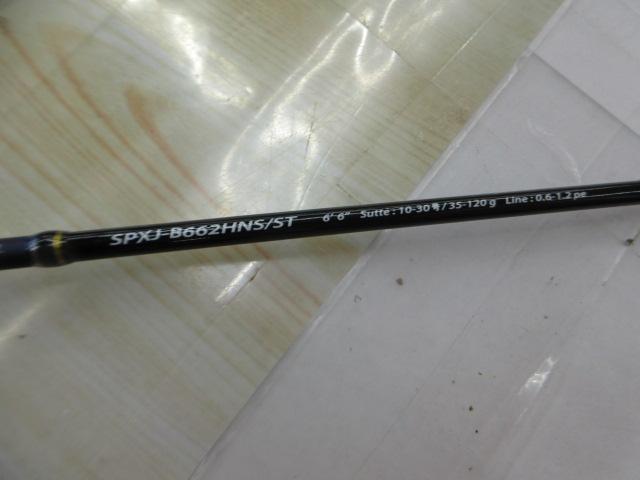 SPXJ-B662HNS/ST 6'6" Sutte : 10-30号/35-120 g Line : 0.6-1.2 pe